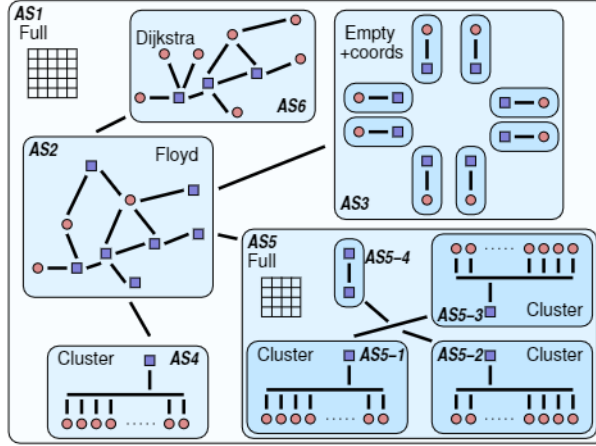 AS1
Full
Dijkstra
AS6
Empty
+coords
AS3
AS2
Floyd
AS5
Full
AS5-4
AS5-3
Cluster
Cluster
AS4
Cluster
AS5-1
AS5-2
Cluster